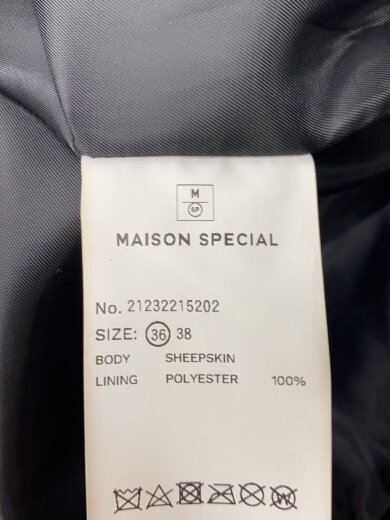 M
SP
MAISON SPECIAL
No. 21232215202
SIZE: 36 38
BODY SHEEPSKIN
LINING POLYESTER 100%